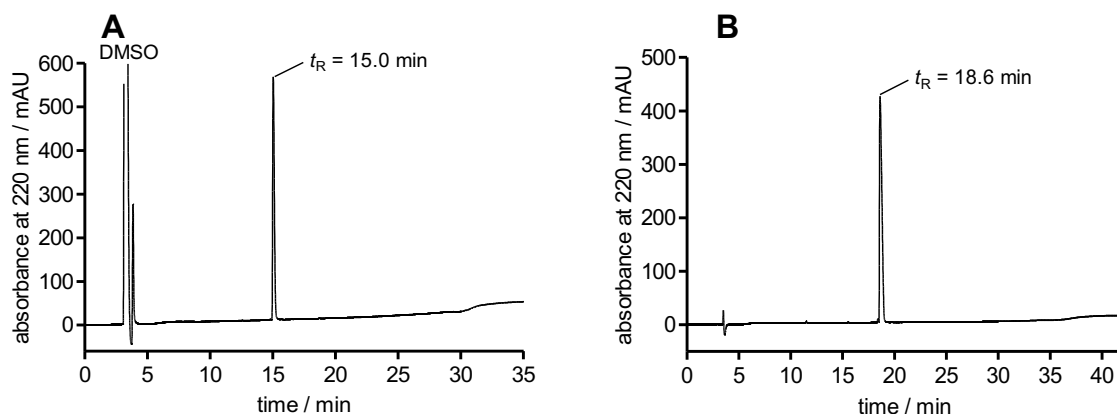 A
DMSO
tR = 15.0 min
600
500
400
300
200
100
0
absorbance at 220 nm / mAU
0 5 10 15 20 25 30 35
time / min
B
tR = 18.6 min
500
400
300
200
100
0
absorbance at 220 nm / mAU
0 5 10 15 20 25 30 35 40
time / min